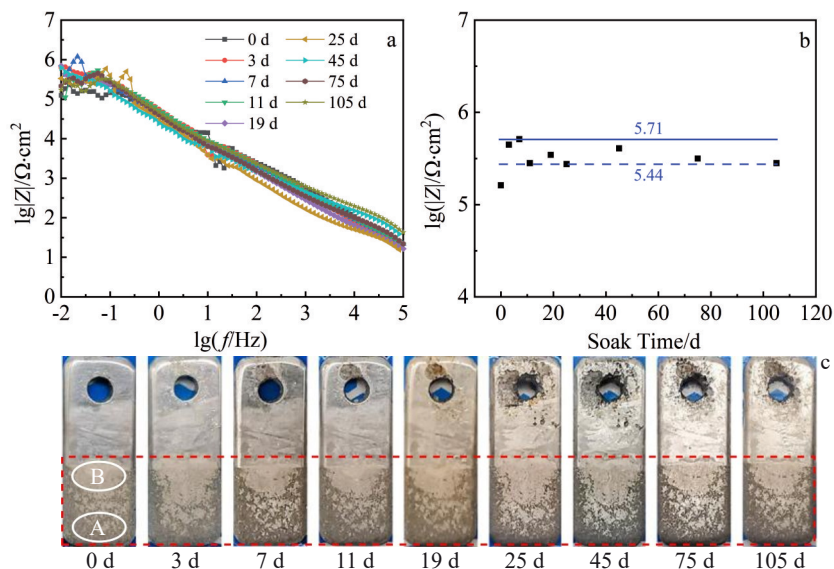 a
lg|Z|/Ω·cm2
7
6
5
4
3
2
1
0
0 d
3 d
7 d
11 d
19 d
25 d
45 d
75 d
105 d
-2 -1 0 1 2 3 4 5
lg(f/Hz)
b
lg(|Z|/Ω·cm2)
7
6
5
4
5.71
5.44
0 20 40 60 80 100 120
Soak Time/d
c
B
A
0 d 3 d 7 d 11 d 19 d 25 d 45 d 75 d 105 d